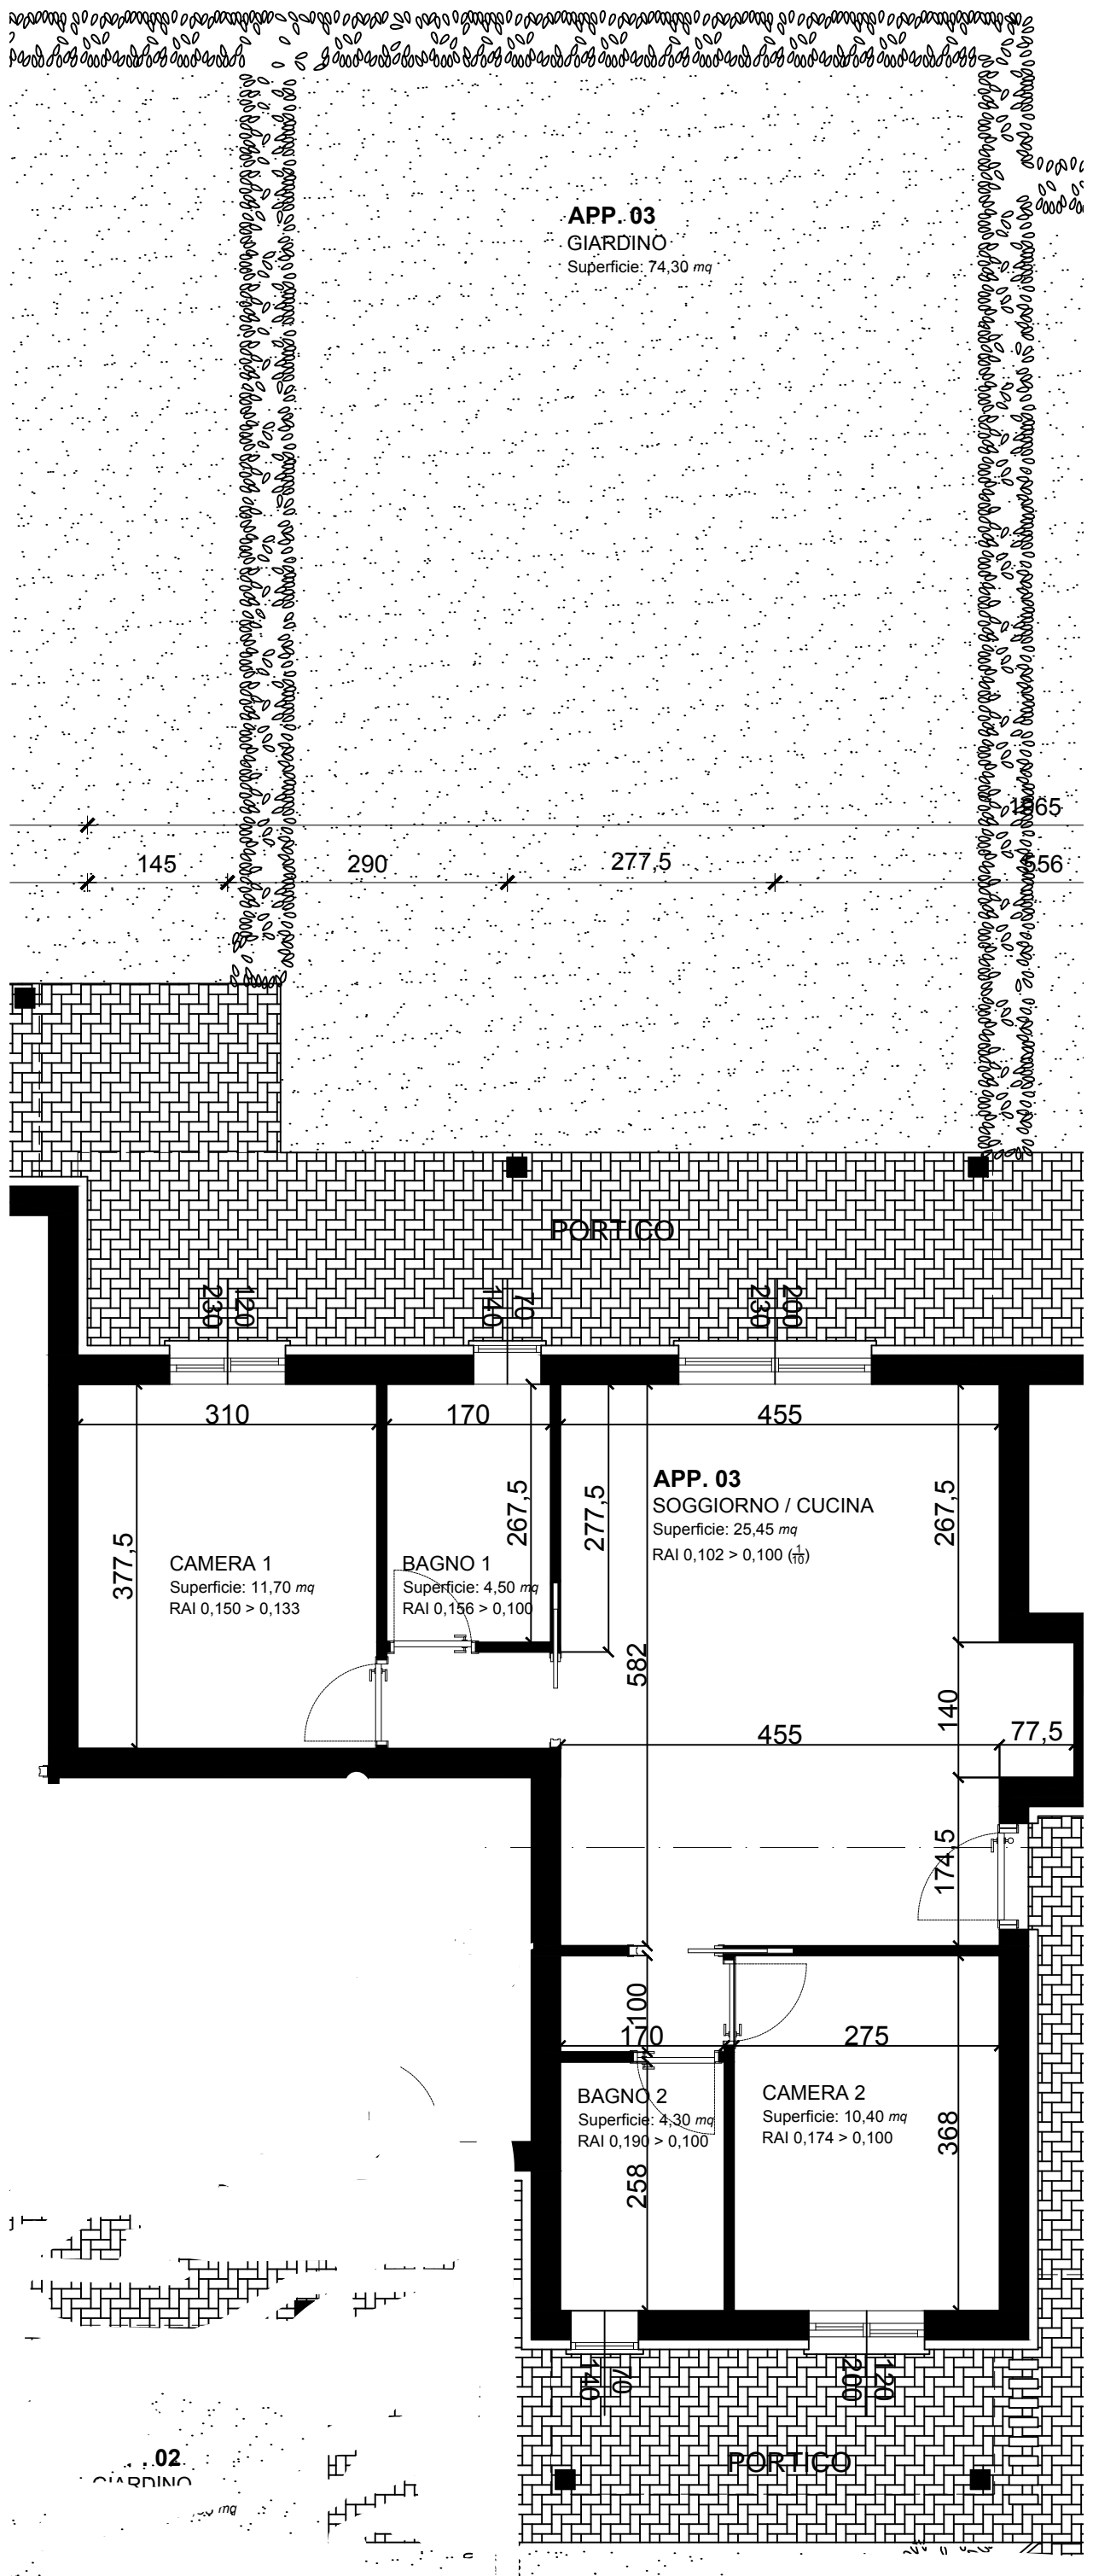 APP. 03
GIARDINO
Superficie: 74,30 mq
1965
145
290
277,5
556
PORTICO
230
120
140
70
230
200
310
170
455
377,5
267,5
277,5
267,5
APP. 03
SOGGIORNO / CUCINA
Superficie: 25,45 mq
RAI 0,102 > 0,100 (1/10)
CAMERA 1
Superficie: 11,70 mq
RAI 0,150 > 0,133
BAGNO 1
Superficie: 4,50 mq
RAI 0,156 > 0,100
582
140
455
77,5
174,5
100
170
275
BAGNO 2
Superficie: 4,30 mq
RAI 0,190 > 0,100
CAMERA 2
Superficie: 10,40 mq
RAI 0,174 > 0,100
258
368
140
70
200
120
PORTICO
.02
GIARDINO
mq